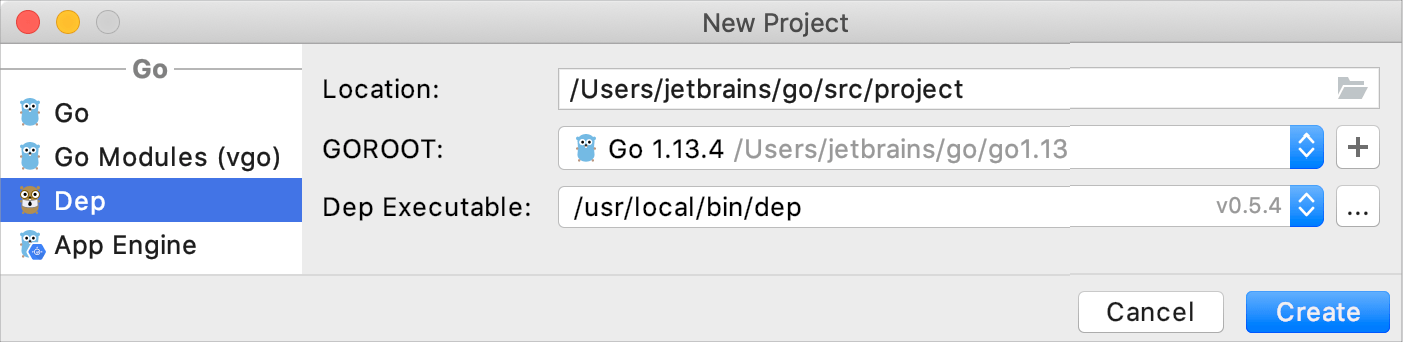 New Project
Go
Go
Go Modules (vgo)
Dep
App Engine
Location: /Users/jetbrains/go/src/project
GOROOT: Go 1.13.4 /Users/jetbrains/go/go1.13 +
Dep Executable: /usr/local/bin/dep v0.5.4 ...
Cancel Create